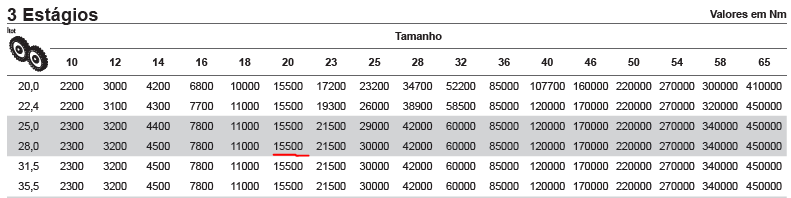 3 Estágios Valores em Nm
itot Tamanho
10 12 14 16 18 20 23 25 28 32 36 40 46 50 54 58 65
20,0 2200 3000 4200 6800 10000 15500 17200 23200 34700 52200 85000 107700 160000 220000 270000 300000 410000
22,4 2200 3100 4300 7700 11000 15500 19300 26000 38900 58500 85000 120000 170000 220000 270000 320000 450000
25,0 2300 3200 4400 7800 11000 15500 21500 29000 42000 60000 85000 120000 170000 220000 270000 340000 450000
28,0 2300 3200 4500 7800 11000 15500 21500 30000 42000 60000 85000 120000 170000 220000 270000 340000 450000
31,5 2300 3200 4500 7800 11000 15500 21500 30000 42000 60000 85000 120000 170000 220000 270000 340000 450000
35,5 2300 3200 4500 7800 11000 15500 21500 30000 42000 60000 85000 120000 170000 220000 270000 340000 450000